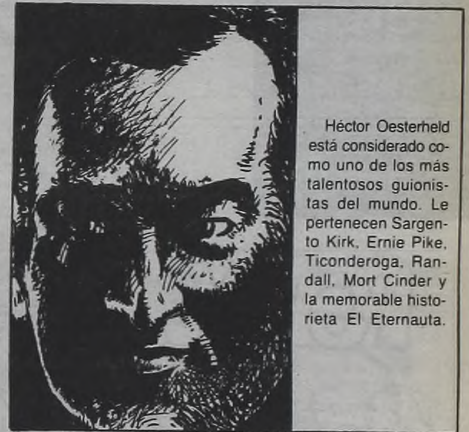 Héctor Oesterheld
está considerado co-
mo uno de los más
talentosos guionis-
tas del mundo. Le
pertenecen Sargen-
to Kirk, Ernie Pike,
Ticonderoga, Ran-
dall, Mort Cinder y
la memorable histo-
rieta El Eternauta.